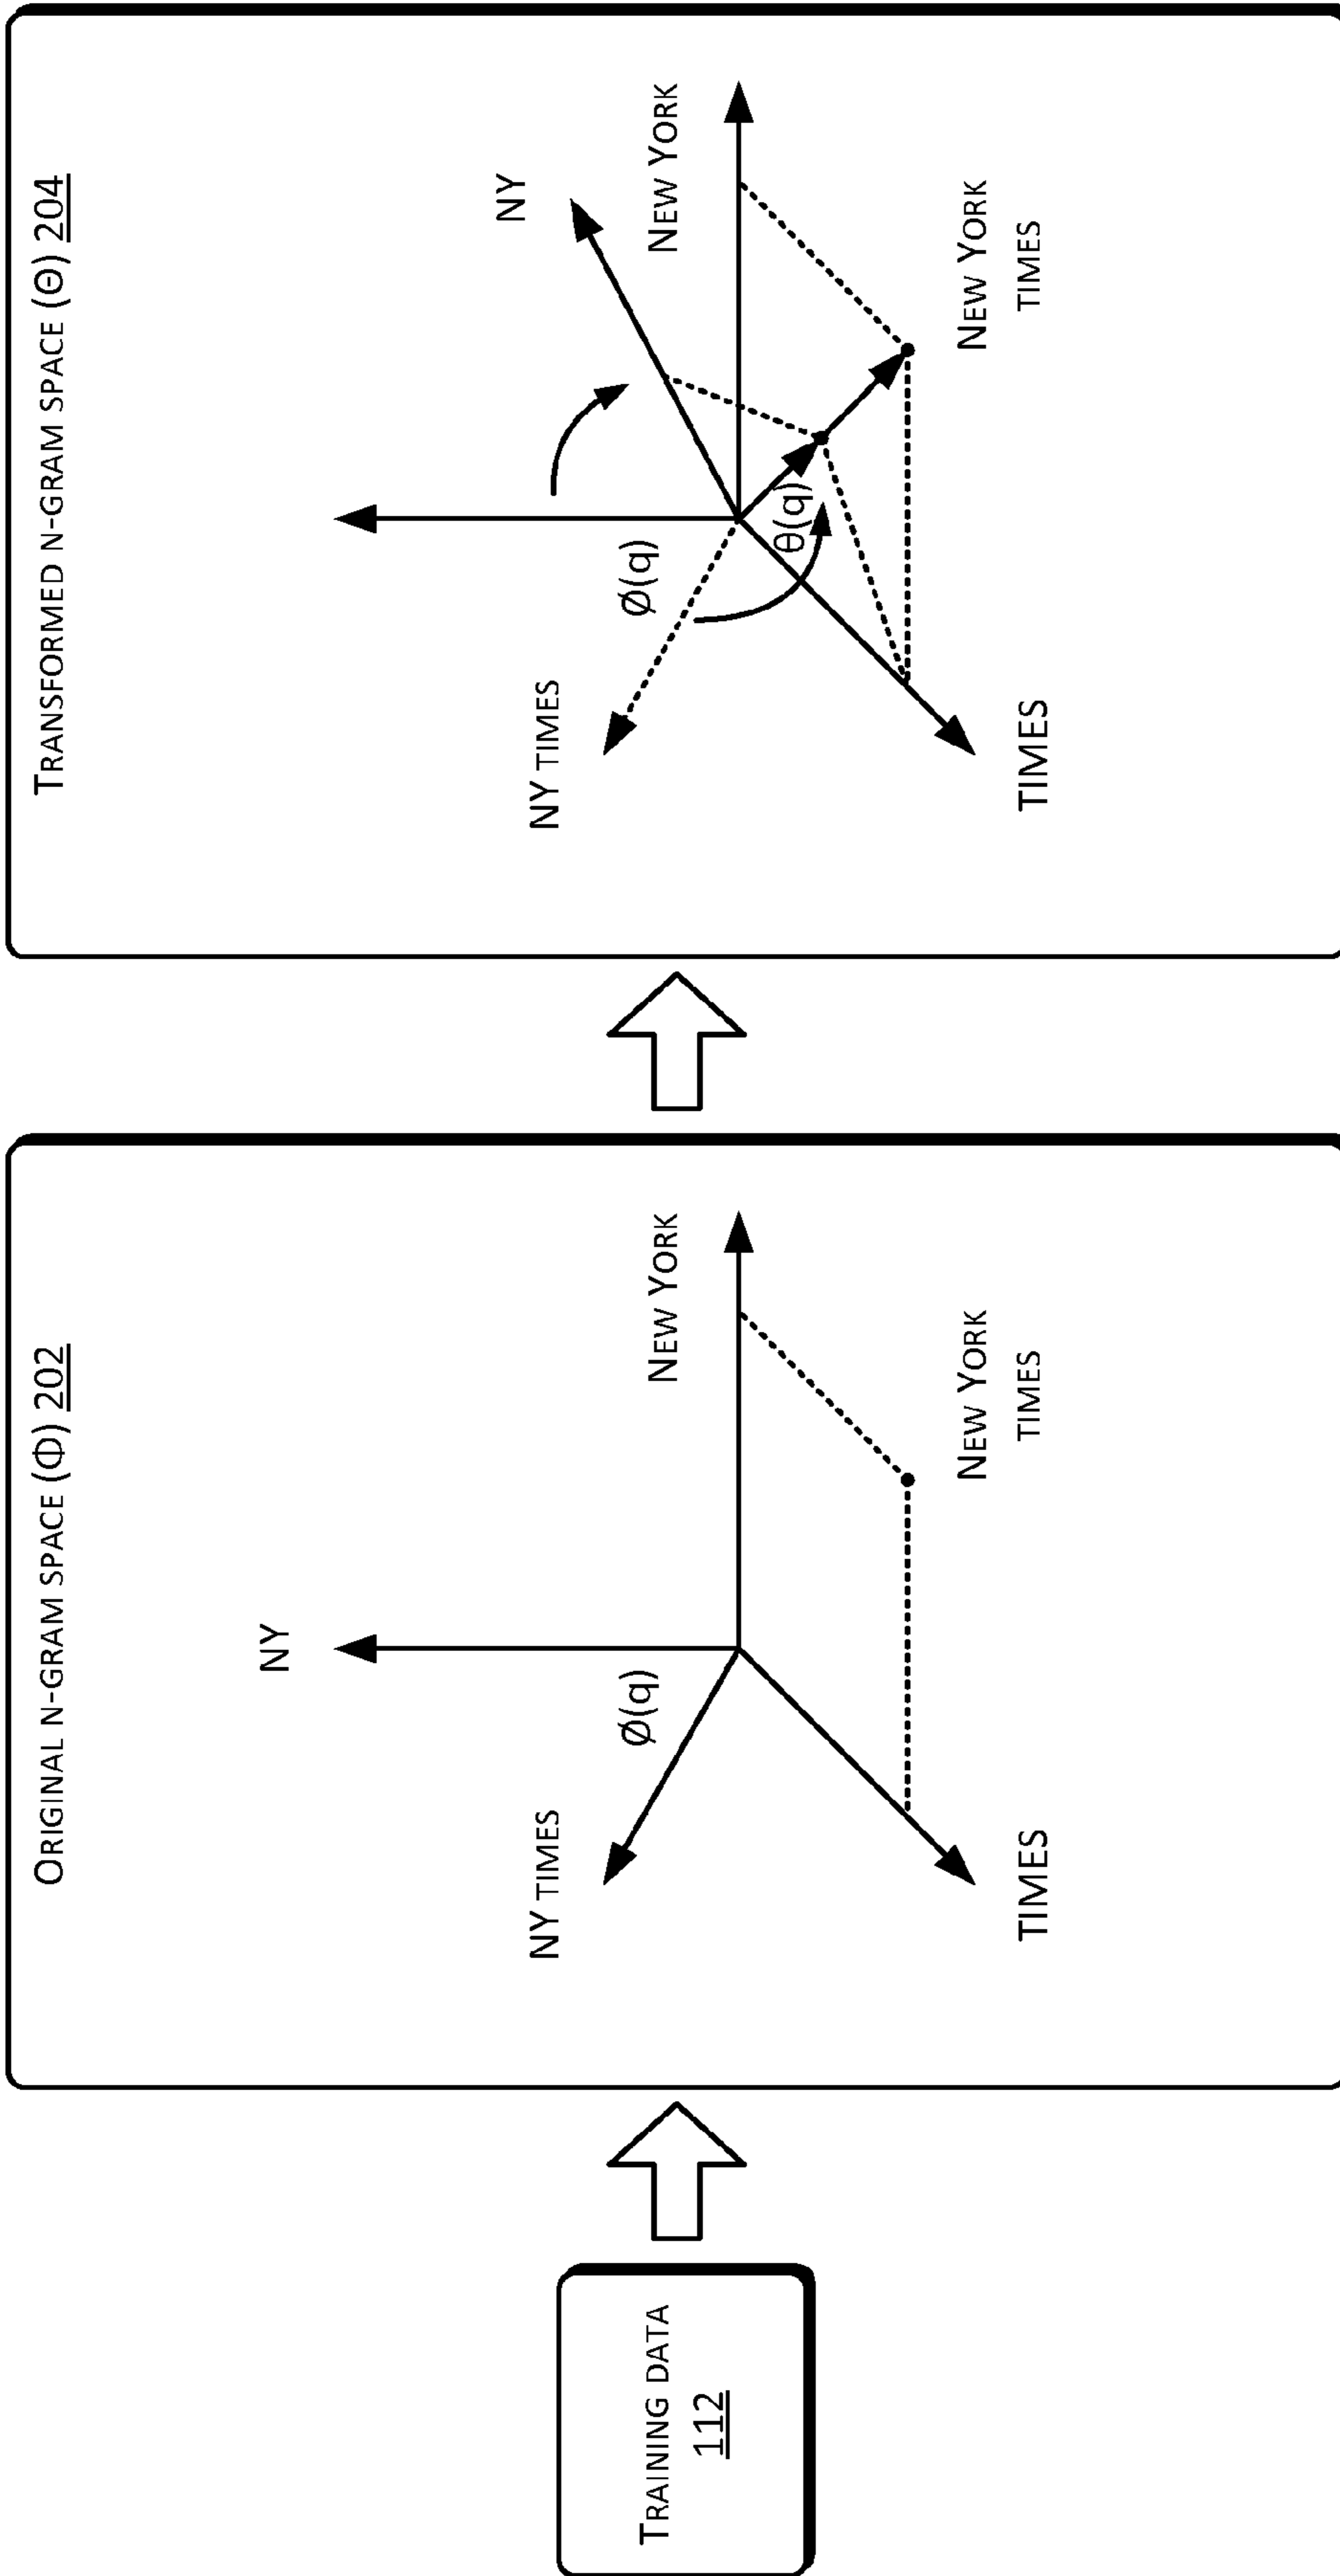 TRAINING DATA
112
ORIGINAL N-GRAM SPACE (Φ) 202
NY
NY TIMES
Ø(q)
NEW YORK
NEW YORK
TIMES
TIMES
TRANSFORMED N-GRAM SPACE (Θ) 204
NY
NY TIMES
Ø(q)
NEW YORK
θ(q)
NEW YORK
TIMES
TIMES